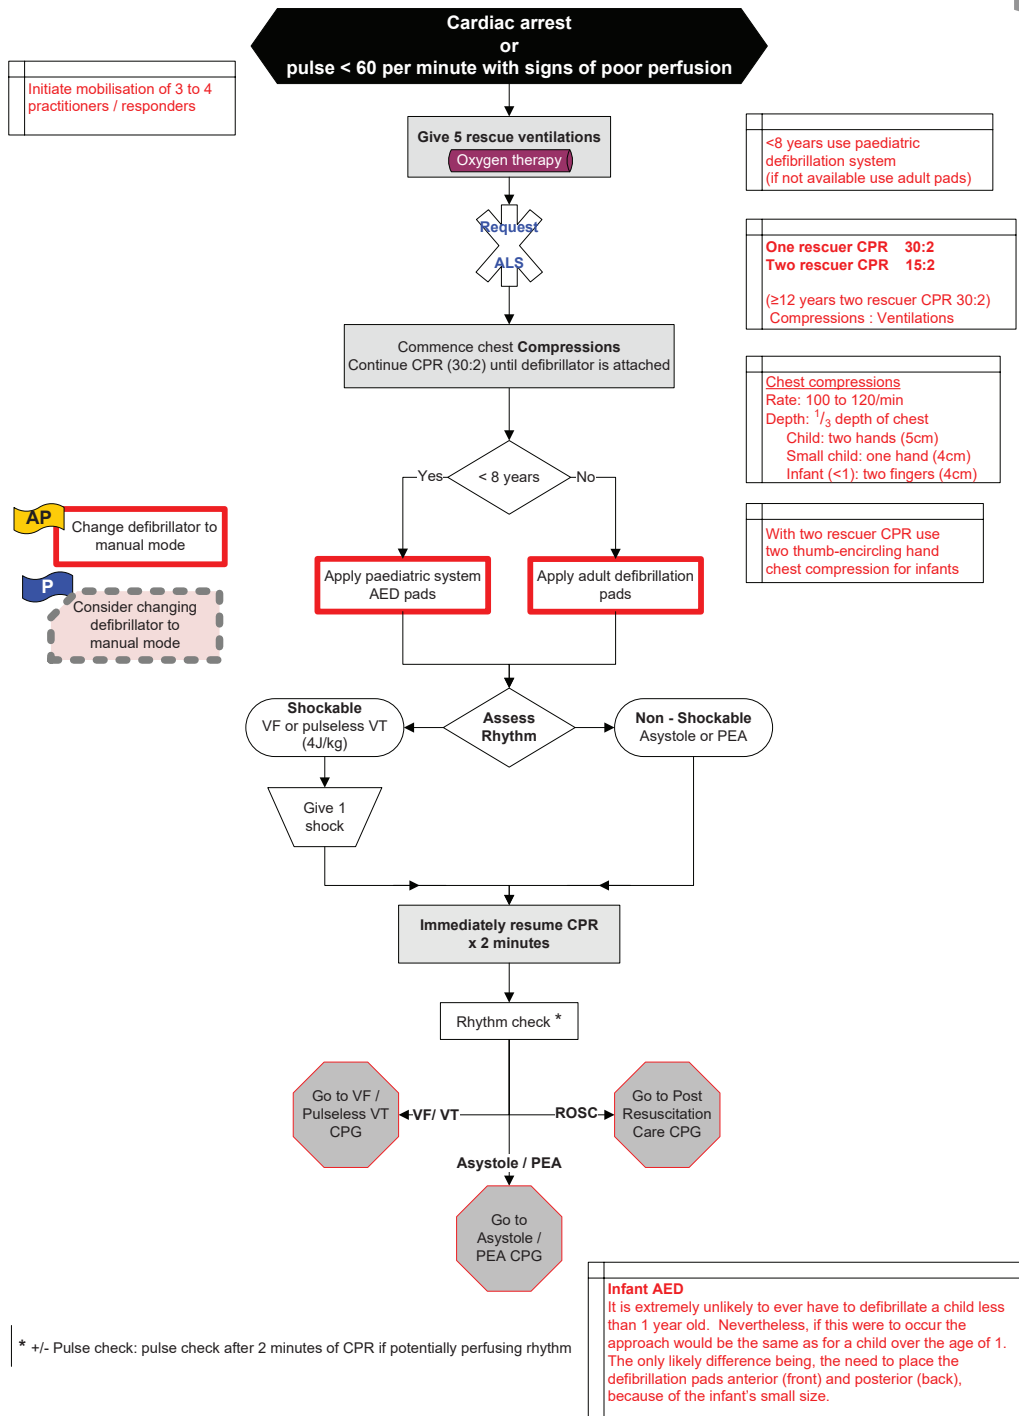 Cardiac arrest
or
pulse < 60 per minute with signs of poor perfusion
Initiate mobilisation of 3 to 4
practitioners / responders
Give 5 rescue ventilations
Oxygen therapy
<8 years use paediatric
defibrillation system
(if not available use adult pads)
Request
ALS
One rescuer CPR 30:2
Two rescuer CPR 15:2
(≥12 years two rescuer CPR 30:2)
Compressions : Ventilations
Commence chest Compressions
Continue CPR (30:2) until defibrillator is attached
Chest compressions
Rate: 100 to 120/min
Depth: 1/3 depth of chest
Child: two hands (5cm)
Small child: one hand (4cm)
Infant (<1): two fingers (4cm)
< 8 years
Yes
No
With two rescuer CPR use
two thumb-encircling hand
chest compression for infants
AP
Change defibrillator to
manual mode
P
Consider changing
defibrillator to
manual mode
Apply paediatric system
AED pads
Apply adult defibrillation
pads
Shockable
VF or pulseless VT
(4J/kg)
Assess
Rhythm
Non - Shockable
Asystole or PEA
Give 1
shock
Immediately resume CPR
x 2 minutes
Rhythm check *
Go to VF /
Pulseless VT
CPG
VF/ VT
ROSC
Go to Post
Resuscitation
Care CPG
Asystole / PEA
Go to
Asystole /
PEA CPG
* +/- Pulse check: pulse check after 2 minutes of CPR if potentially perfusing rhythm
Infant AED
It is extremely unlikely to ever have to defibrillate a child less
than 1 year old. Nevertheless, if this were to occur the
approach would be the same as for a child over the age of 1.
The only likely difference being, the need to place the
defibrillation pads anterior (front) and posterior (back),
because of the infant's small size.